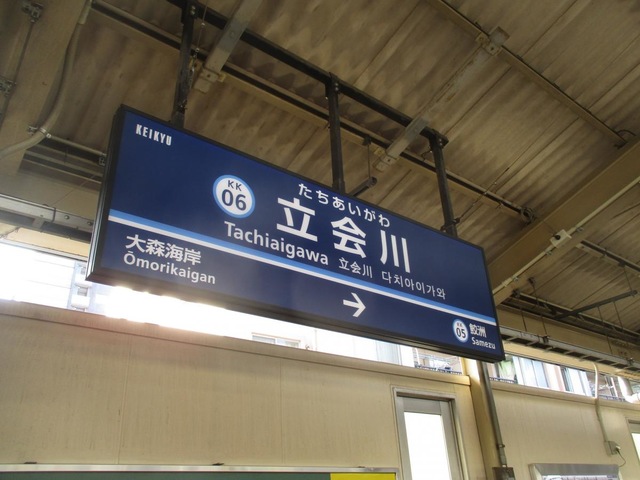 KEIKYU
KK
06
たちあいがわ
立会川
Tachiaigawa
立会川 다치아이가와
大森海岸
Ōmorikaigan
→
KK
05
鮫洲
Samezu